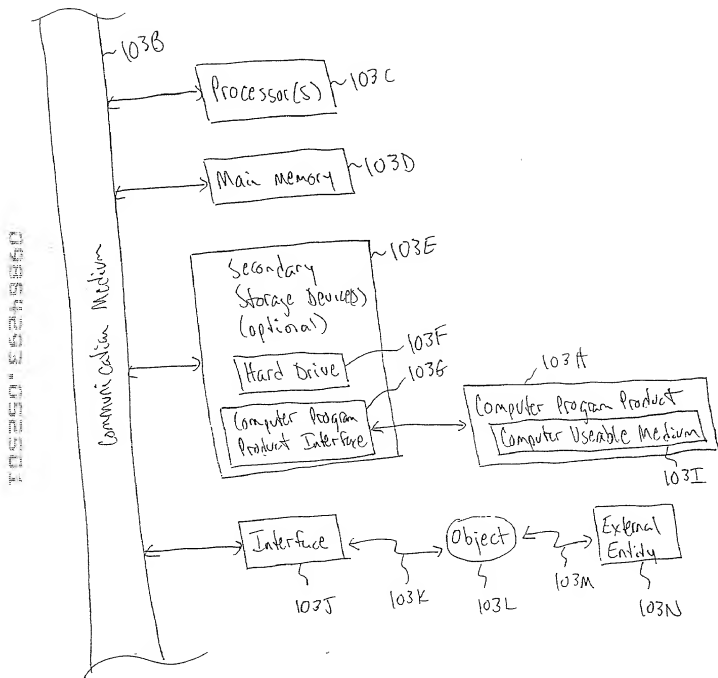 103B
Processor(s)
103C
Main memory
103D
Communication Medium
103E
Secondary
Storage Device(s)
(optional)
103F
Hard Drive
103G
Computer Program
Product Interface
103H
Computer Program Product
Computer Useable Medium
103I
Interface
Object
External
Entity
103J
103K
103L
103M
103N